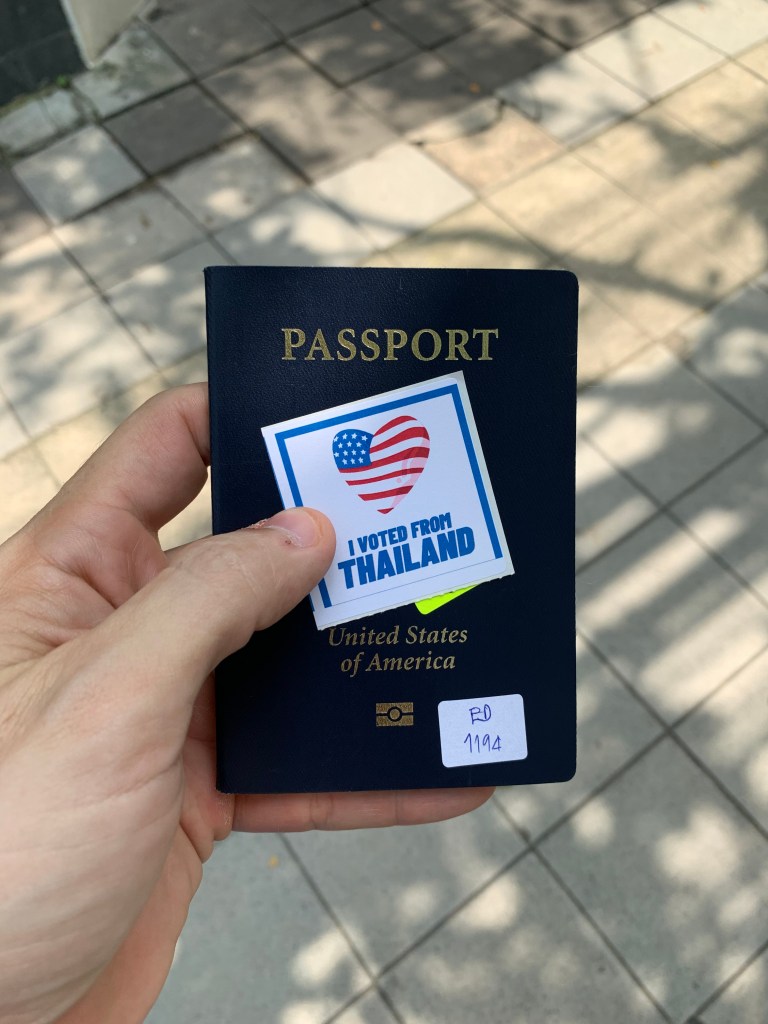 PASSPORT
I VOTED FROM
THAILAND
United States
of America
ED
1194